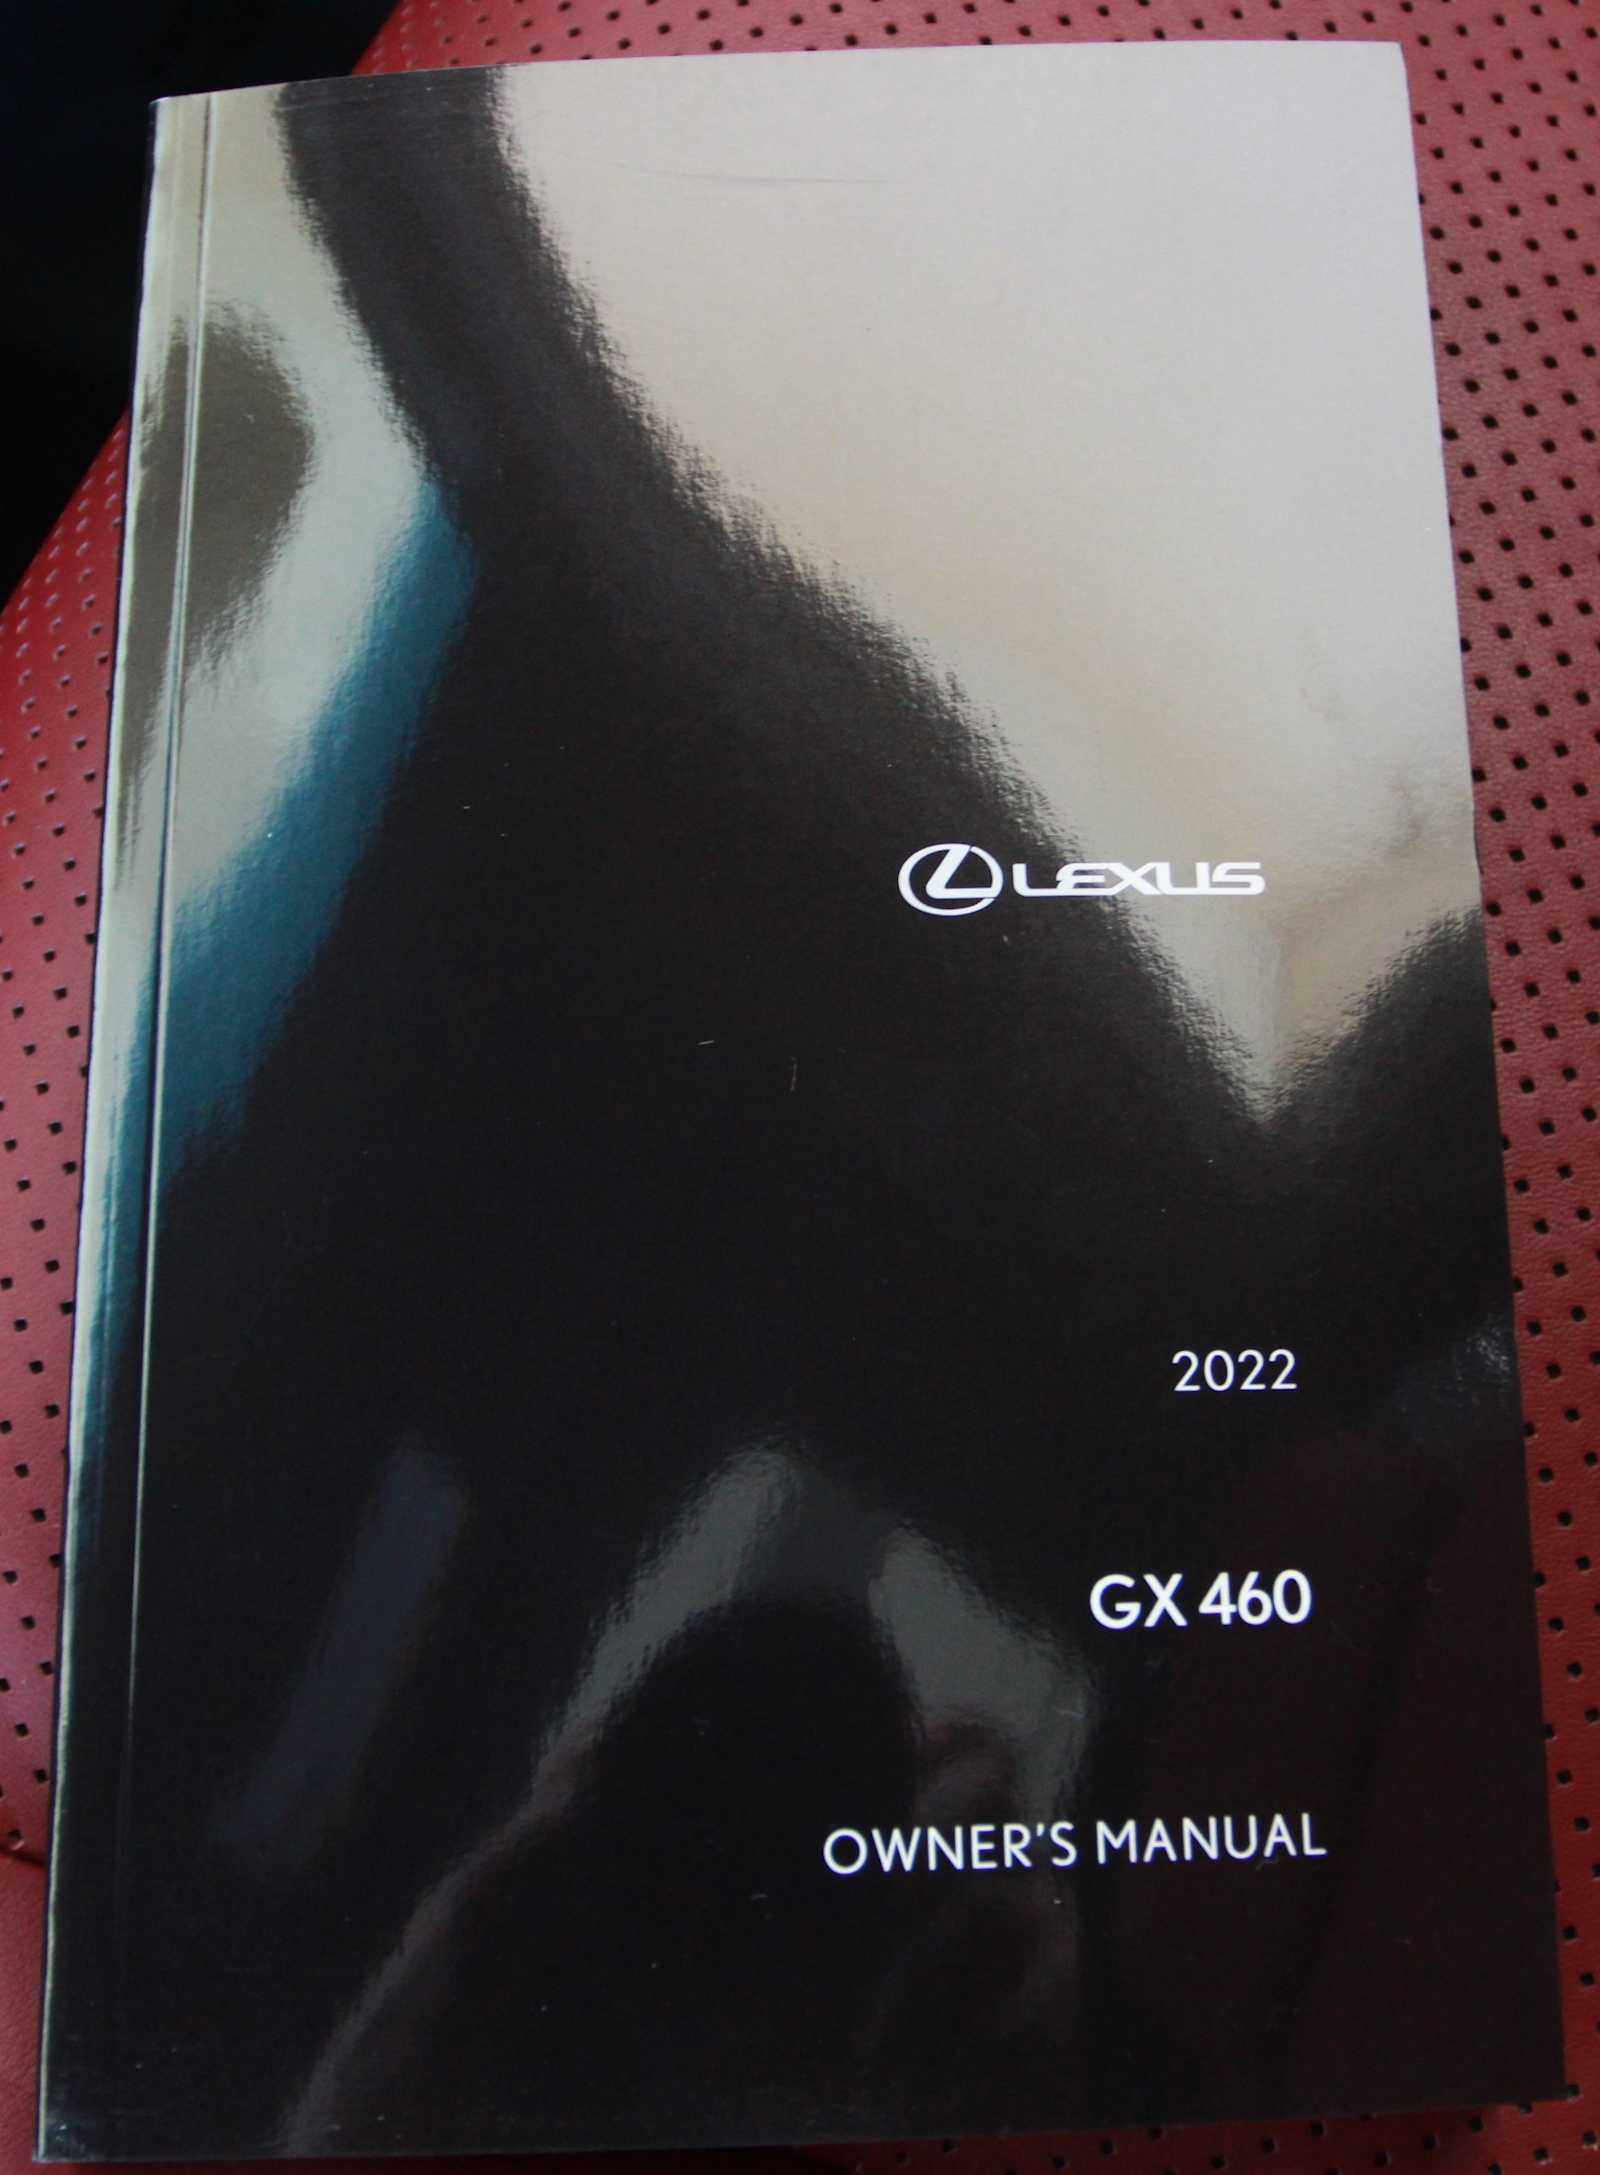 LEXUS
2022
GX 460
OWNER'S MANUAL